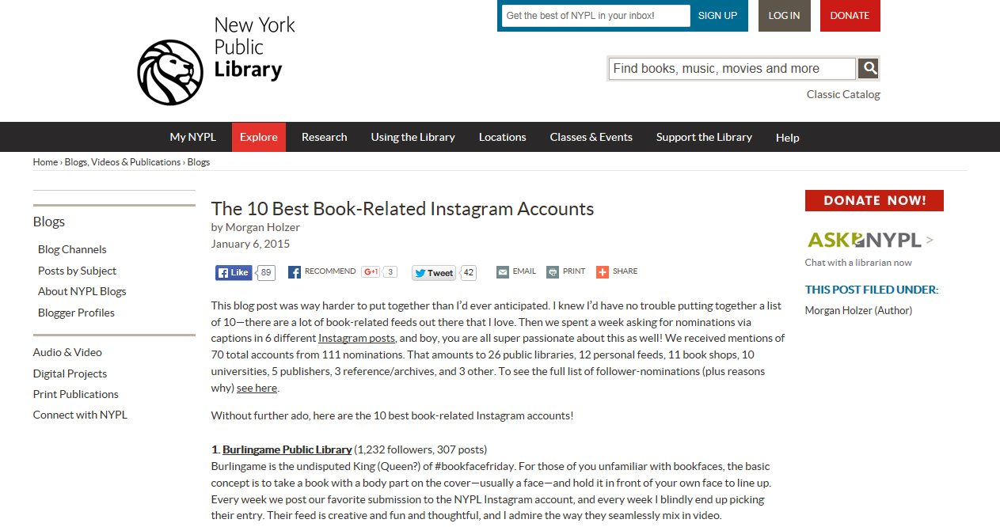 New York
Public
Library
Get the best of NYPL in your inbox!
SIGN UP
LOG IN
DONATE
Find books, music, movies and more
Classic Catalog
My NYPL
Explore
Research
Using the Library
Locations
Classes & Events
Support the Library
Help
Home › Blogs, Videos & Publications › Blogs
Blogs
Blog Channels
Posts by Subject
About NYPL Blogs
Blogger Profiles
Audio & Video
Digital Projects
Print Publications
Connect with NYPL
The 10 Best Book-Related Instagram Accounts
by Morgan Holzer
January 6, 2015
Like 89
RECOMMEND
G+1 3
Tweet 42
EMAIL
PRINT
SHARE
This blog post was way harder to put together than I’d ever anticipated. I knew I’d have no trouble putting together a list
of 10—there are a lot of book-related feeds out there that I love. Then we spent a week asking for nominations via
captions in 6 different Instagram posts, and boy, you are all super passionate about this as well! We received mentions of
70 total accounts from 111 nominations. That amounts to 26 public libraries, 12 personal feeds, 11 book shops, 10
universities, 5 publishers, 3 reference/archives, and 3 other. To see the full list of follower-nominations (plus reasons
why) see here.
Without further ado, here are the 10 best book-related Instagram accounts!
1. Burlingame Public Library (1,232 followers, 307 posts)
Burlingame is the undisputed King (Queen?) of #bookfacefriday. For those of you unfamiliar with bookfaces, the basic
concept is to take a book with a body part on the cover—usually a face—and hold it in front of your own face to line up.
Every week we post our favorite submission to the NYPL Instagram account, and every week I blindly end up picking
their entry. Their feed is creative and fun and thoughtful, and I admire the way they seamlessly mix in video.
DONATE NOW!
ASKNYPL >
Chat with a librarian now
THIS POST FILED UNDER:
Morgan Holzer (Author)